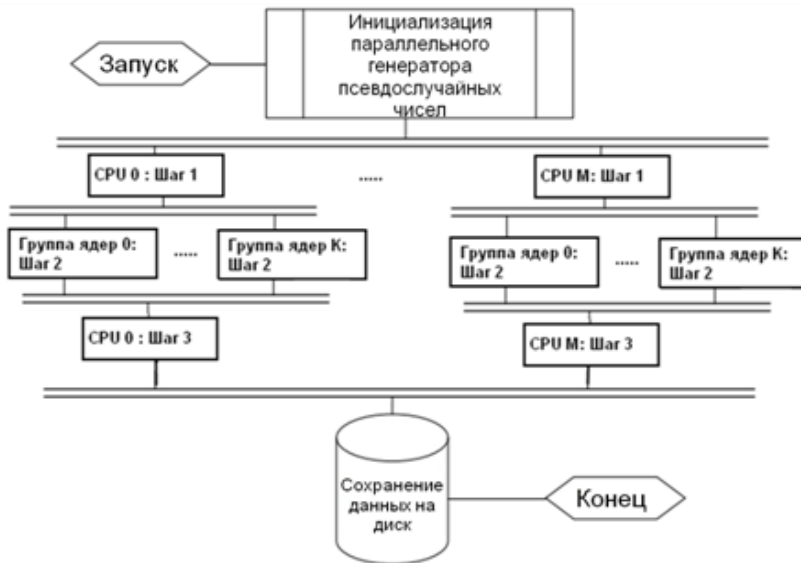 Запуск
Инициализация
параллельного
генератора
псевдослучайных
чисел
CPU 0 : Шаг 1
.....
CPU M: Шаг 1
Группа ядер 0:
Шаг 2
.....
Группа ядер K:
Шаг 2
Группа ядер 0:
Шаг 2
.....
Группа ядер K:
Шаг 2
CPU 0 : Шаг 3
CPU M: Шаг 3
Сохранение
данных на
диск
Конец